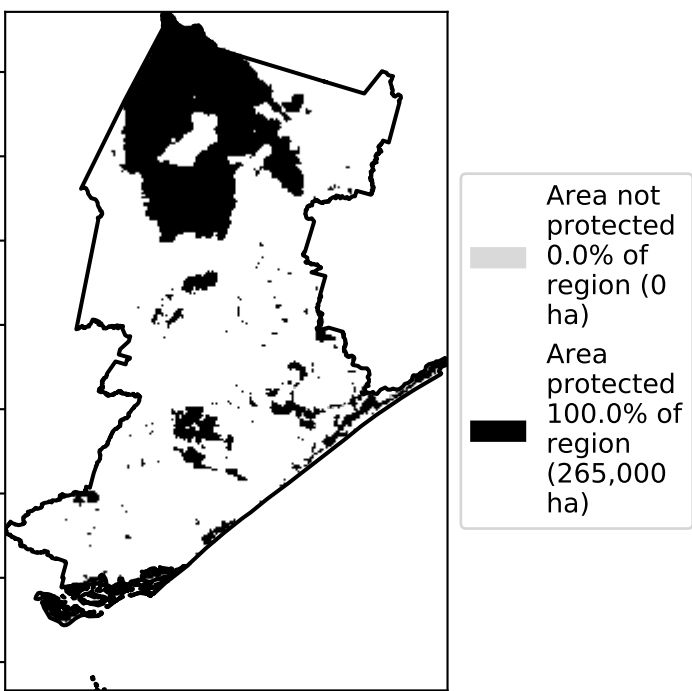 Area not
protected
0.0% of
region (0
ha)
Area
protected
100.0% of
region
(265,000
ha)